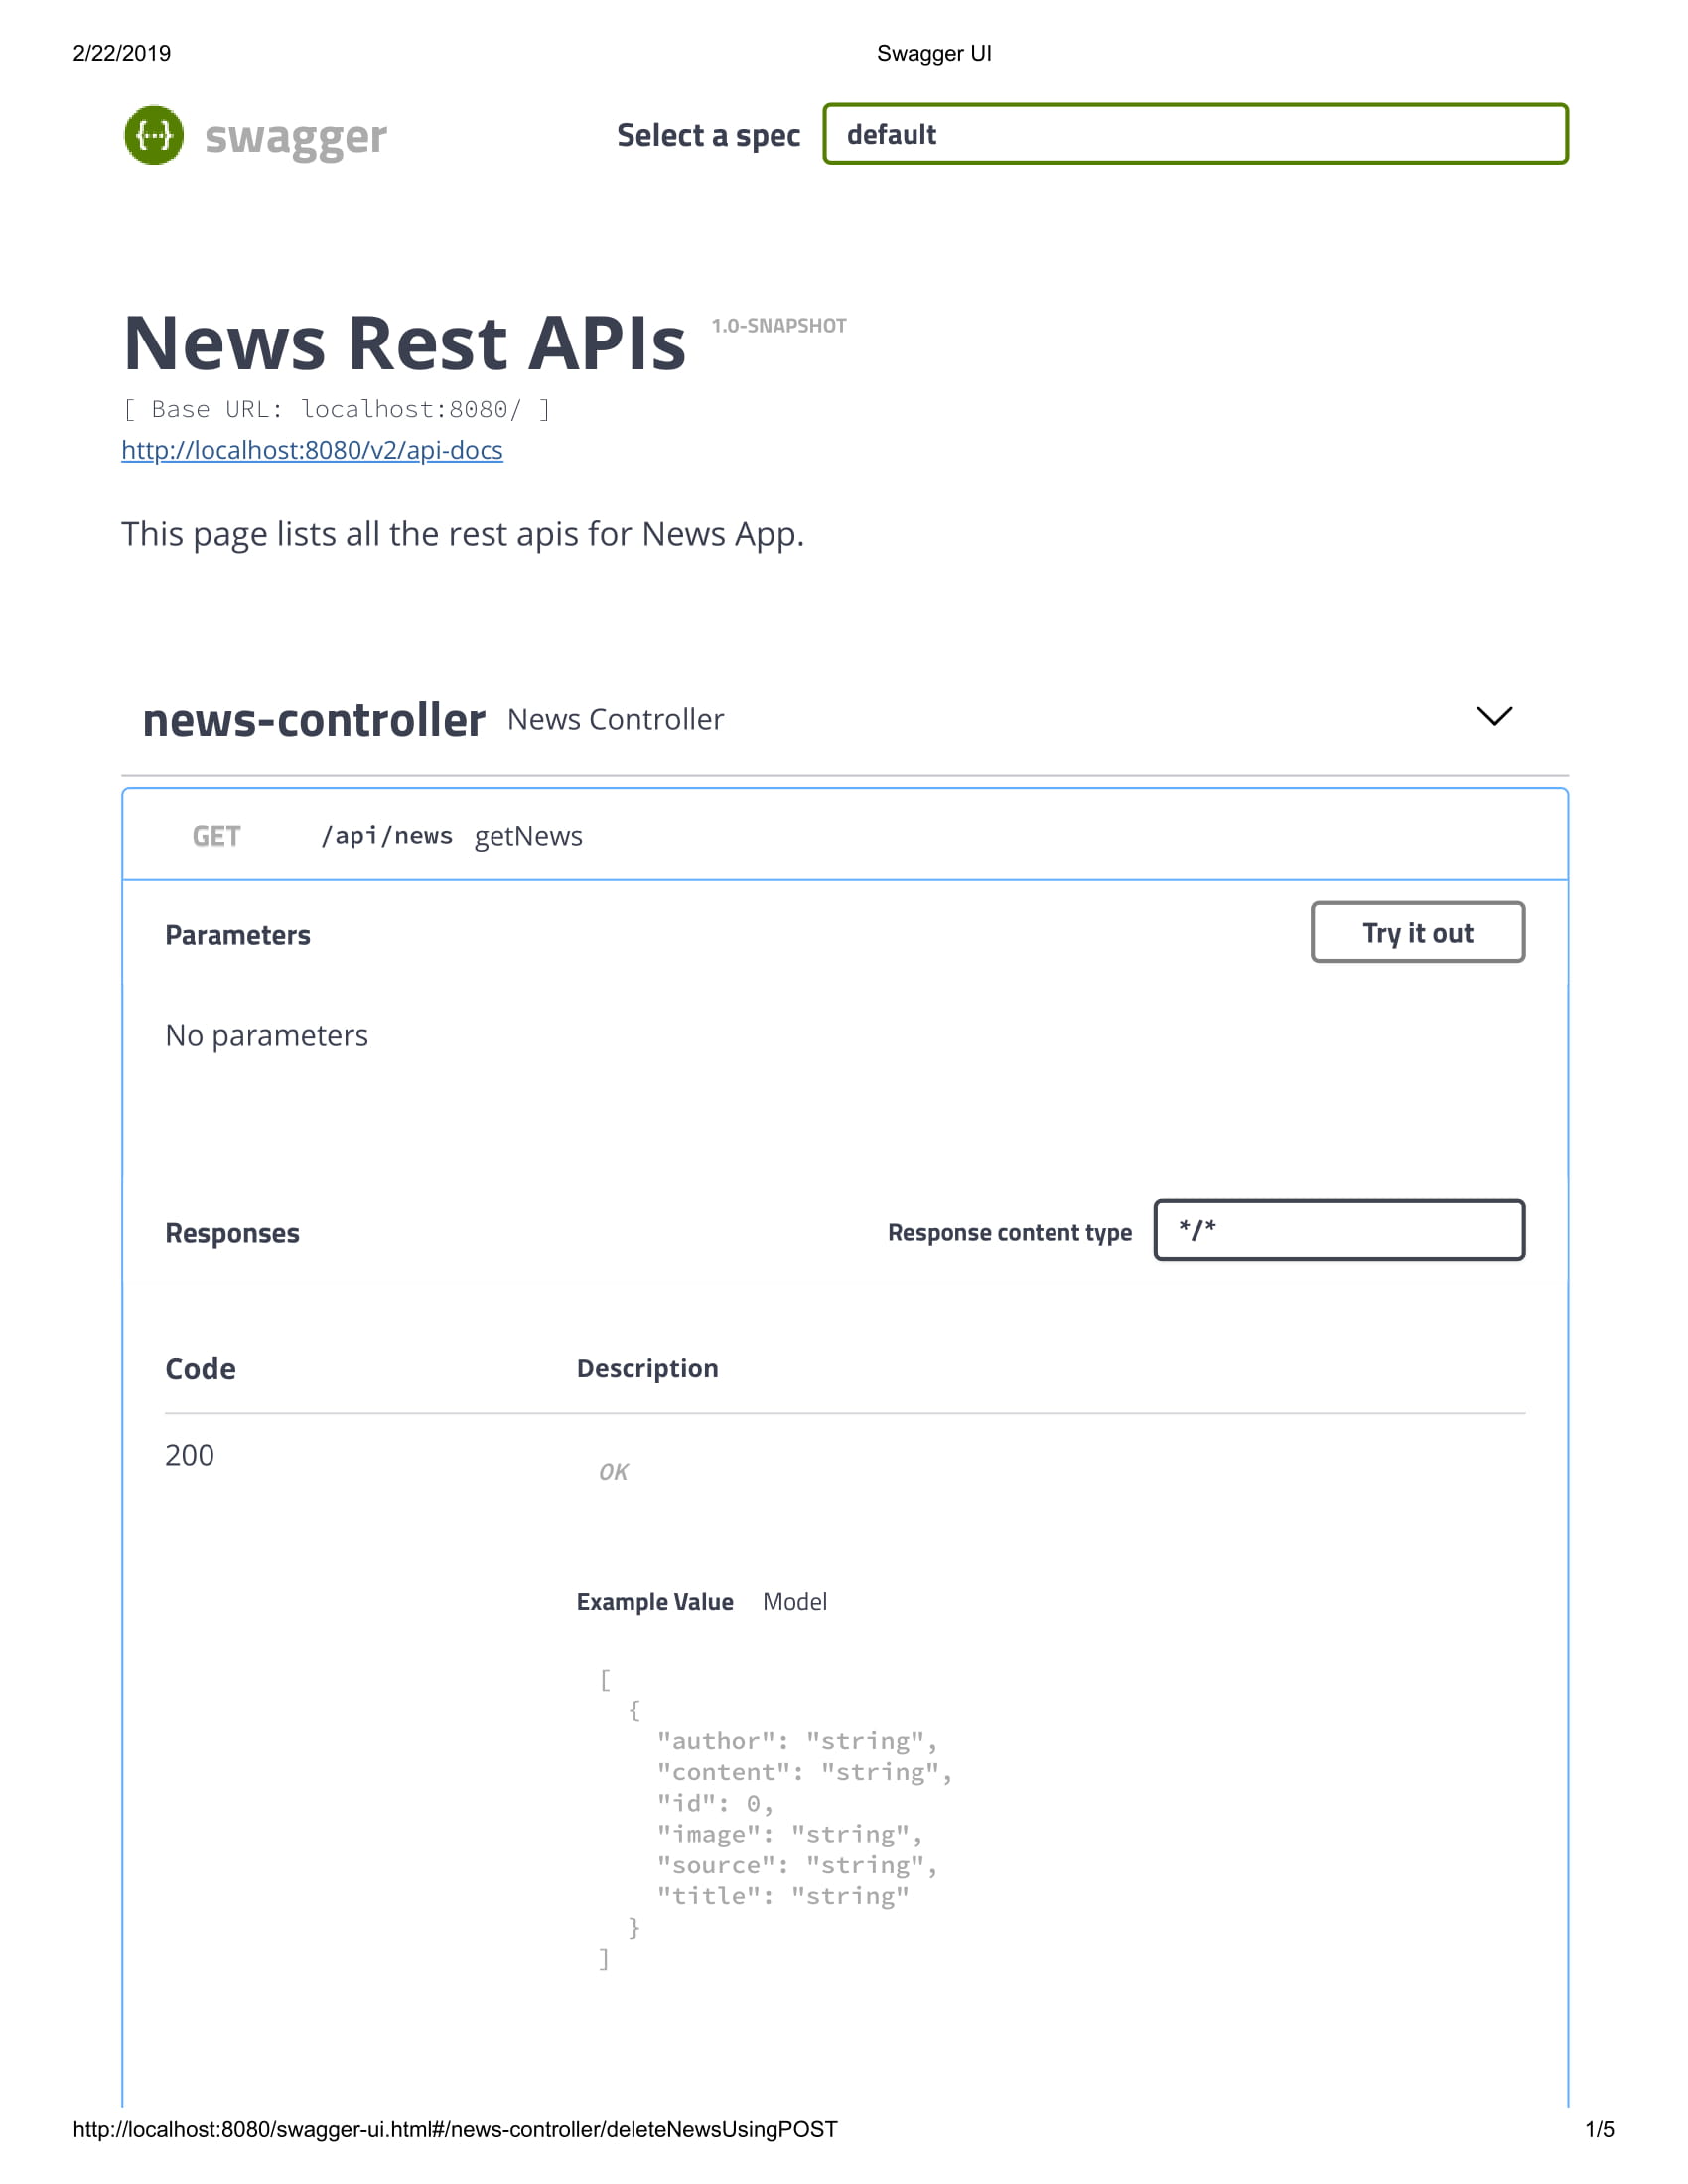 2/22/2019 Swagger UI
{...} swagger Select a spec default
News Rest APIs 1.0-SNAPSHOT
[ Base URL: localhost:8080/ ]
http://localhost:8080/v2/api-docs
This page lists all the rest apis for News App.
news-controller News Controller
GET /api/news getNews
Parameters Try it out
No parameters
Responses Response content type */*
Code Description
200 OK
Example Value Model
[
{
"author": "string",
"content": "string",
"id": 0,
"image": "string",
"source": "string",
"title": "string"
}
]
http://localhost:8080/swagger-ui.html#/news-controller/deleteNewsUsingPOST 1/5